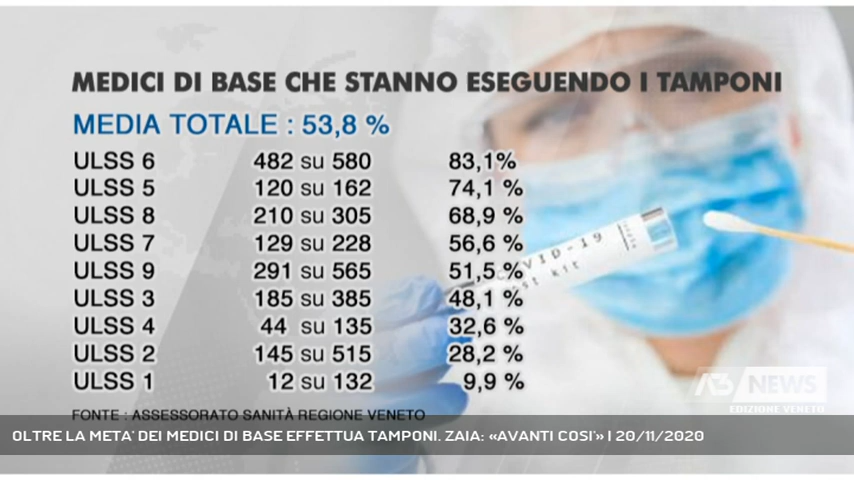 MEDICI DI BASE CHE STANNO ESEGUENDO I TAMPONI
MEDIA TOTALE : 53,8 %
ULSS 6 482 su 580 83,1%
ULSS 5 120 su 162 74,1 %
ULSS 8 210 su 305 68,9 %
ULSS 7 129 su 228 56,6 %
ULSS 9 291 su 565 51,5 %
ULSS 3 185 su 385 48,1 %
ULSS 4 44 su 135 32,6 %
ULSS 2 145 su 515 28,2 %
ULSS 1 12 su 132 9,9 %
VID-19
st kit
NEWS
EDIZIONE VENETO
FONTE : ASSESSORATO SANITÀ REGIONE VENETO
OLTRE LA META' DEI MEDICI DI BASE EFFETTUA TAMPONI. ZAIA: «AVANTI COSI'» | 20/11/2020